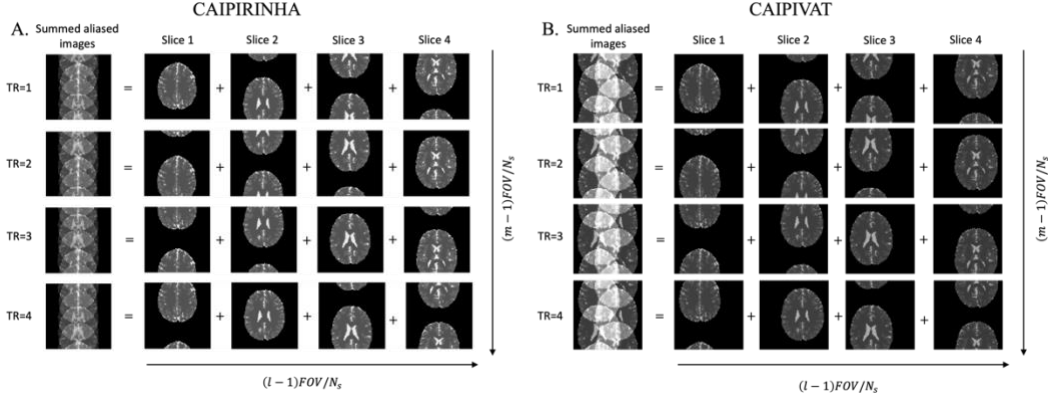 CAIPIRINHA
A.
Summed aliased
images
Slice 1
Slice 2
Slice 3
Slice 4
TR=1
=
+
+
+
TR=2
=
+
+
+
TR=3
=
+
+
+
TR=4
=
+
+
+
(m − 1)FOV/N_s
(l − 1)FOV/N_s
CAIPIVAT
B.
Summed aliased
images
Slice 1
Slice 2
Slice 3
Slice 4
TR=1
=
+
+
+
TR=2
=
+
+
+
TR=3
=
+
+
+
TR=4
=
+
+
+
(m − 1)FOV/N_s
(l − 1)FOV/N_s